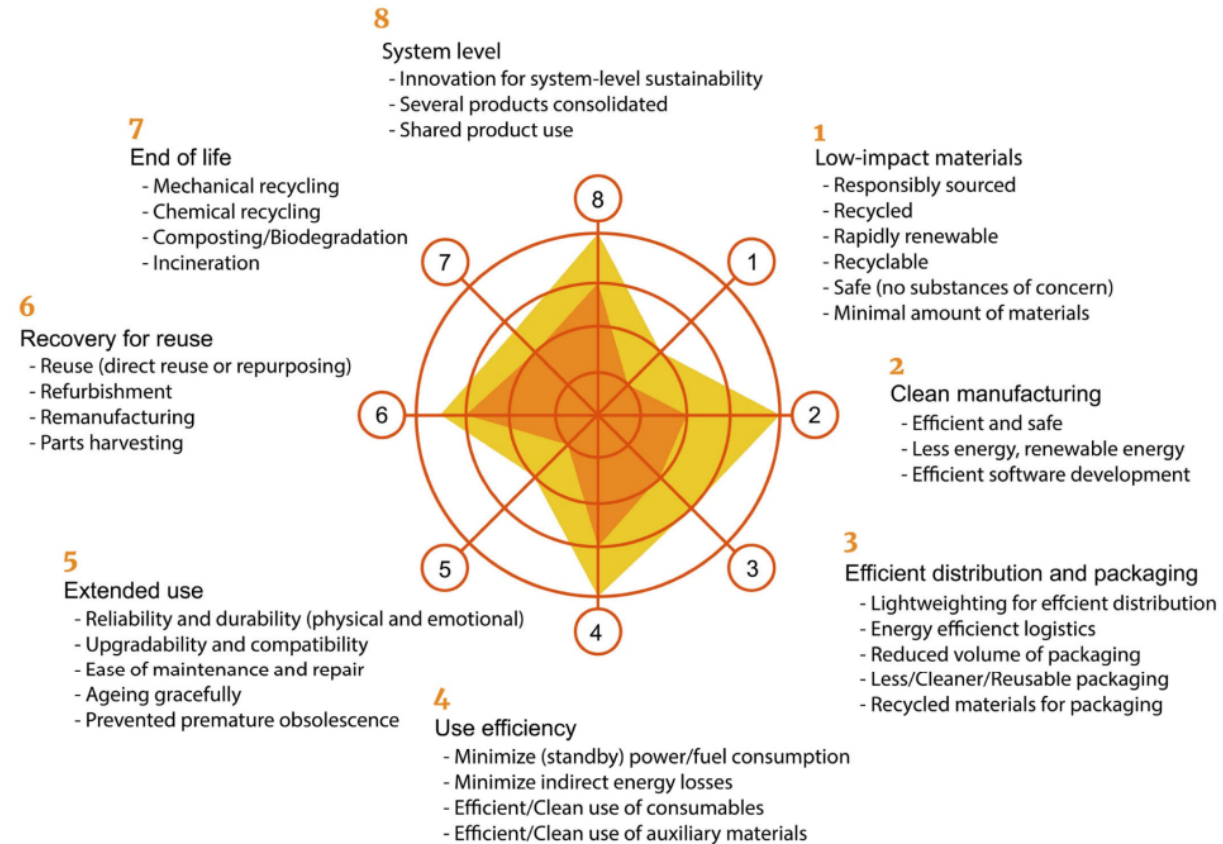 8
System level
- Innovation for system-level sustainability
- Several products consolidated
- Shared product use
1
Low-impact materials
- Responsibly sourced
- Recycled
- Rapidly renewable
- Recyclable
- Safe (no substances of concern)
- Minimal amount of materials
2
Clean manufacturing
- Efficient and safe
- Less energy, renewable energy
- Efficient software development
3
Efficient distribution and packaging
- Lightweighting for effcient distribution
- Energy efficienct logistics
- Reduced volume of packaging
- Less/Cleaner/Reusable packaging
- Recycled materials for packaging
4
Use efficiency
- Minimize (standby) power/fuel consumption
- Minimize indirect energy losses
- Efficient/Clean use of consumables
- Efficient/Clean use of auxiliary materials
5
Extended use
- Reliability and durability (physical and emotional)
- Upgradability and compatibility
- Ease of maintenance and repair
- Ageing gracefully
- Prevented premature obsolescence
6
Recovery for reuse
- Reuse (direct reuse or repurposing)
- Refurbishment
- Remanufacturing
- Parts harvesting
7
End of life
- Mechanical recycling
- Chemical recycling
- Composting/Biodegradation
- Incineration
8
1
2
3
4
5
6
7